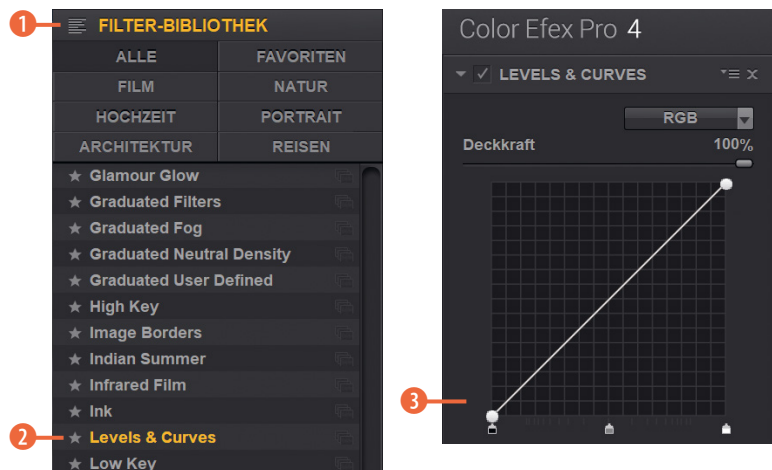 1 FILTER-BIBLIOTHEK
ALLE FAVORITEN
FILM NATUR
HOCHZEIT PORTRAIT
ARCHITEKTUR REISEN
Glamour Glow
Graduated Filters
Graduated Fog
Graduated Neutral Density
Graduated User Defined
High Key
Image Borders
Indian Summer
Infrared Film
Ink
2 Levels & Curves
Low Key
Color Efex Pro 4
LEVELS & CURVES
RGB
Deckkraft 100%
3